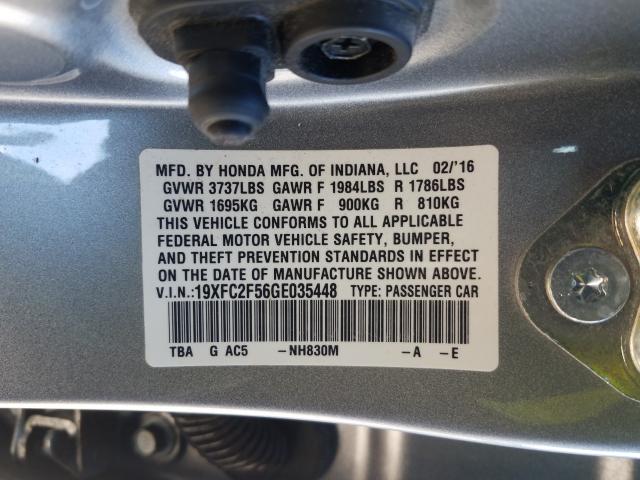 MFD. BY HONDA MFG. OF INDIANA, LLC 02/'16
GVWR 3737LBS GAWR F 1984LBS R 1786LBS
GVWR 1695KG GAWR F 900KG R 810KG
THIS VEHICLE CONFORMS TO ALL APPLICABLE
FEDERAL MOTOR VEHICLE SAFETY, BUMPER,
AND THEFT PREVENTION STANDARDS IN EFFECT
ON THE DATE OF MANUFACTURE SHOWN ABOVE.
V.I.N.:19XFC2F56GE035448 TYPE: PASSENGER CAR
TBA G AC5 -NH830M -A -E